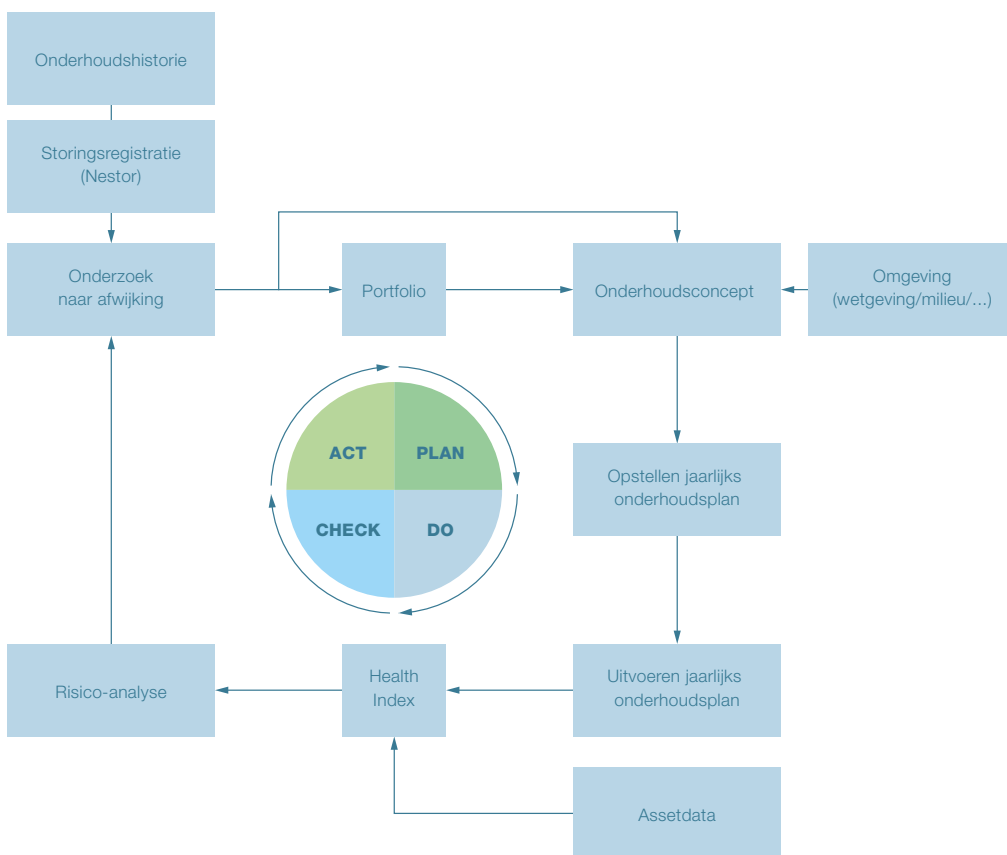 Onderhoudshistorie
Storingsregistratie
(Nestor)
Onderzoek
naar afwijking
Portfolio
Onderhoudsconcept
Omgeving
(wetgeving/milieu/...)
ACT
PLAN
CHECK
DO
Opstellen jaarlijks
onderhoudsplan
Risico-analyse
Health
Index
Uitvoeren jaarlijks
onderhoudsplan
Assetdata